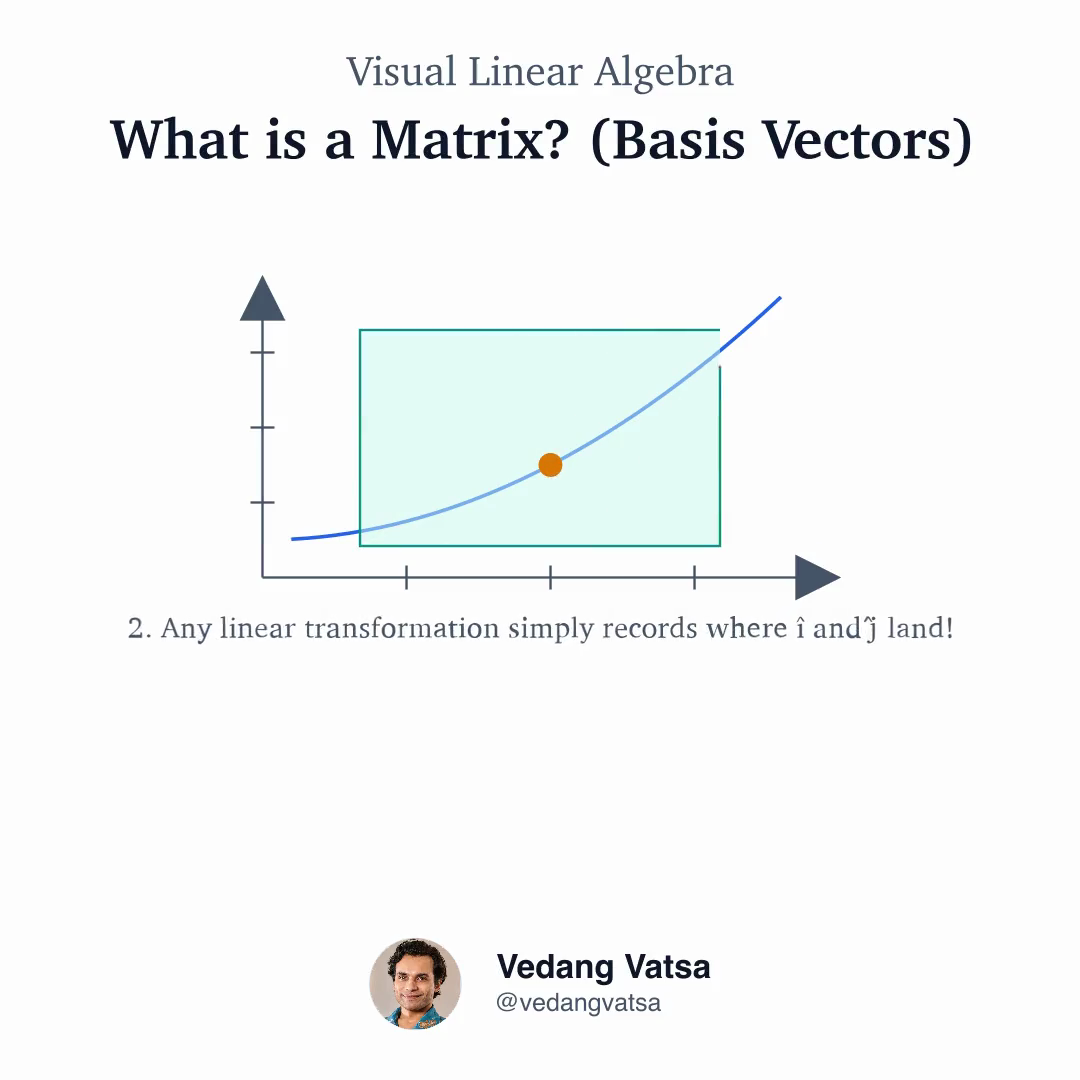 Visual Linear Algebra
What is a Matrix? (Basis Vectors)
2. Any linear transformation simply records where î and ĵ land!
Vedang Vatsa
@vedangvatsa